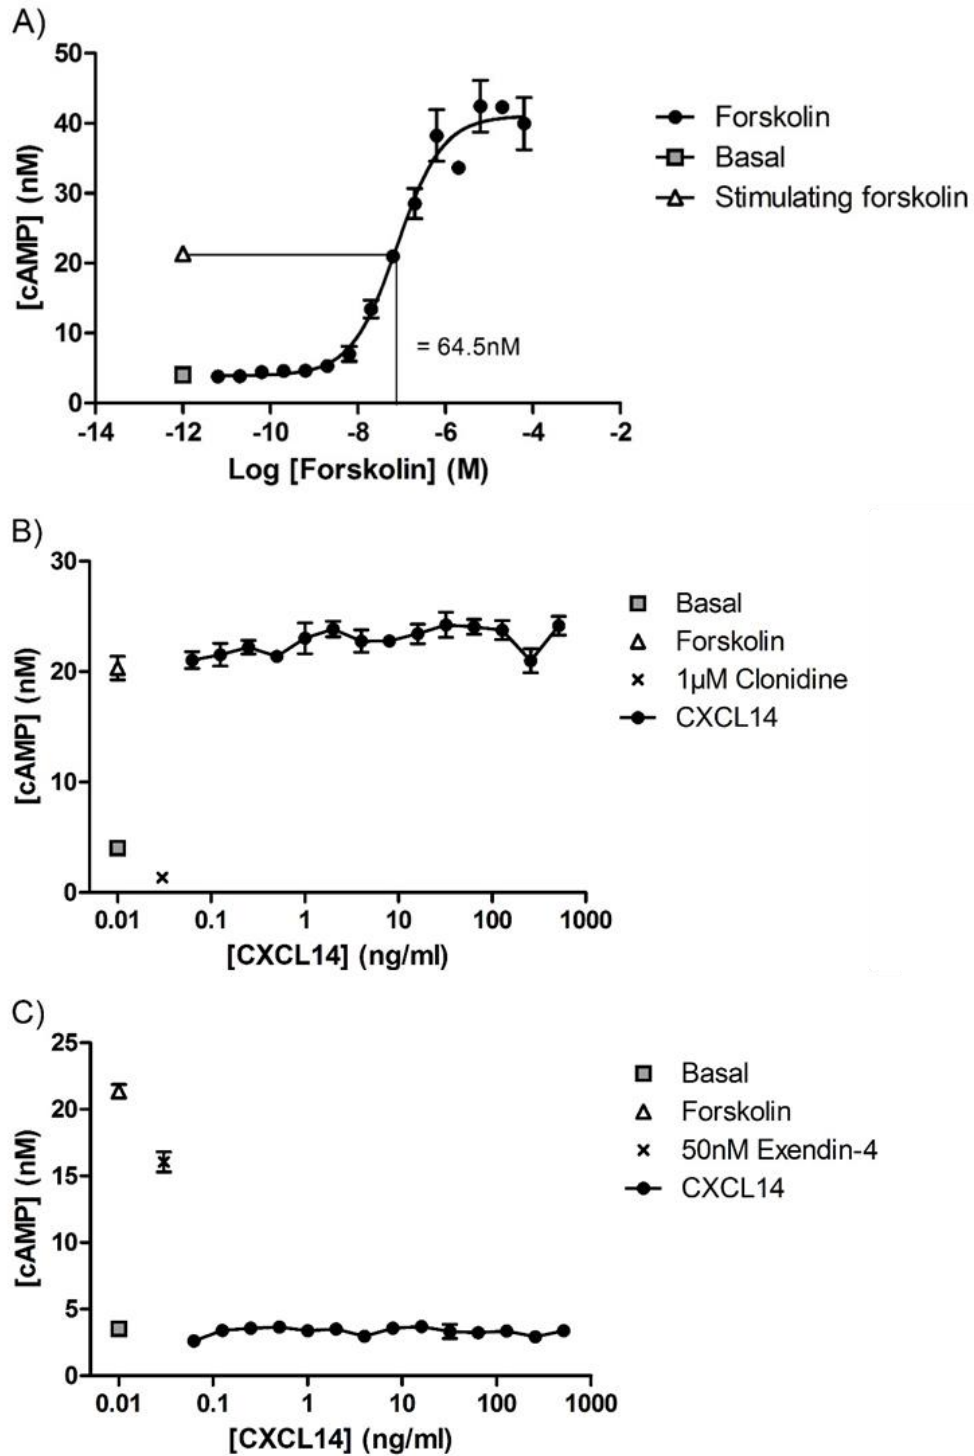 A)
50
40
30
20
10
0
[cAMP] (nM)
-14 -12 -10 -8 -6 -4 -2
Log [Forskolin] (M)
= 64.5nM
Forskolin
Basal
Stimulating forskolin
B)
30
20
10
0
[cAMP] (nM)
0.01 0.1 1 10 100 1000
[CXCL14] (ng/ml)
Basal
Forskolin
1µM Clonidine
CXCL14
C)
25
20
15
10
5
0
[cAMP] (nM)
0.01 0.1 1 10 100 1000
[CXCL14] (ng/ml)
Basal
Forskolin
50nM Exendin-4
CXCL14